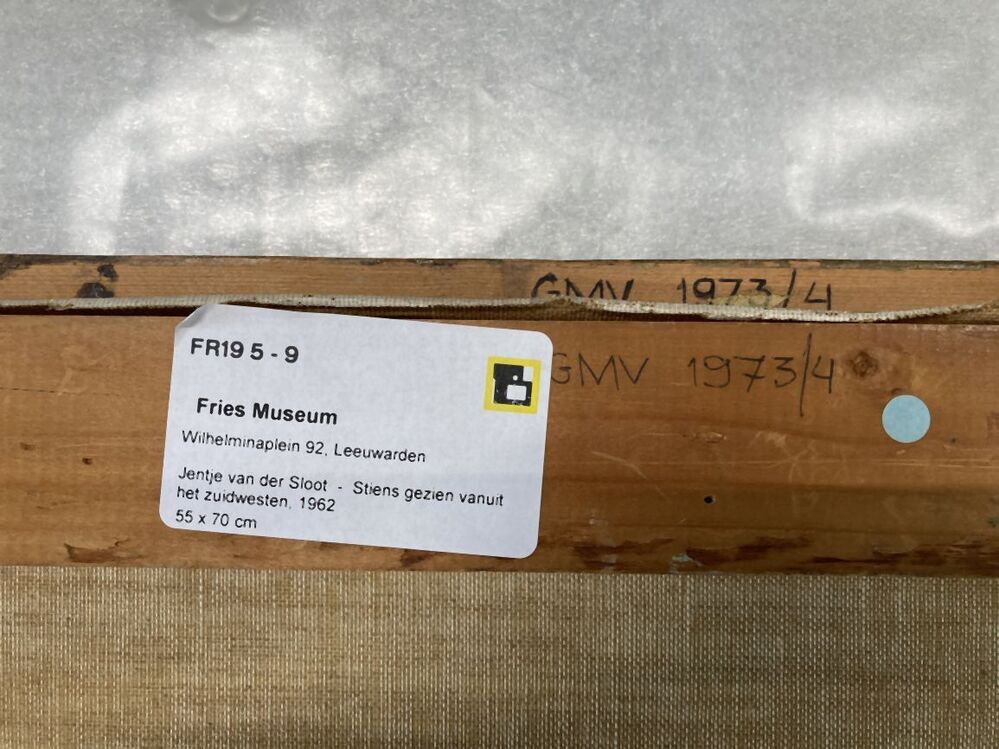 GMV 1973/4
GMV 1973/4
FR19 5 - 9
Fries Museum
Wilhelminaplein 92, Leeuwarden
Jentje van der Sloot - Stiens gezien vanuit
het zuidwesten, 1962
55 x 70 cm